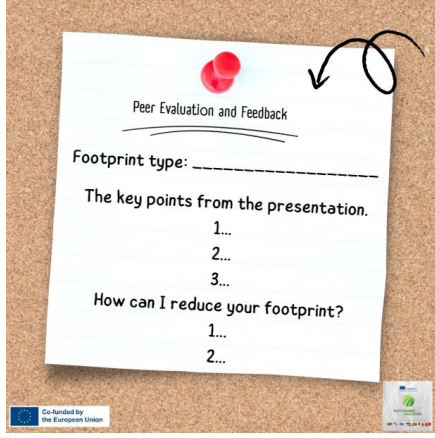 Peer Evaluation and Feedback
Footprint type: __________________
The key points from the presentation.
1...
2...
3...
How can I reduce your footprint?
1...
2...
Co-funded by
the European Union